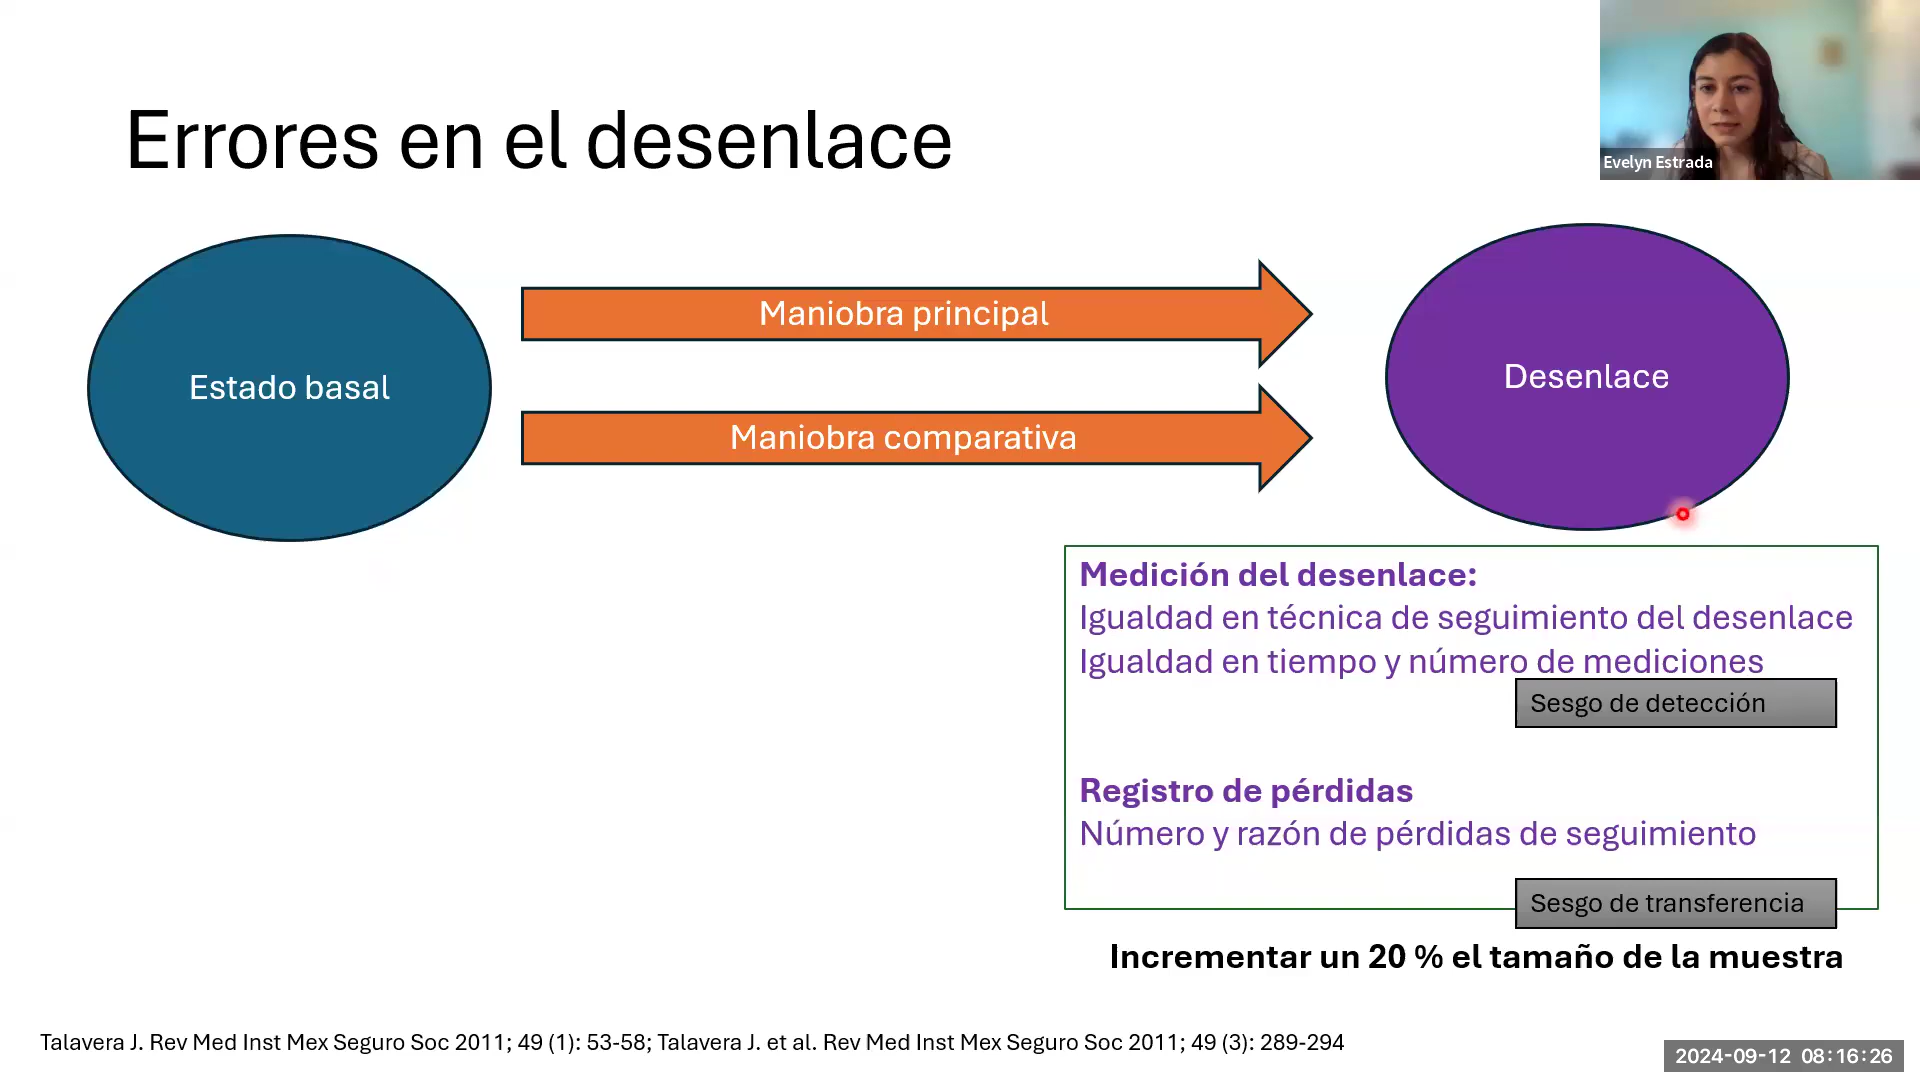 Errores en el desenlace
Evelyn Estrada
Estado basal
Maniobra principal
Maniobra comparativa
Desenlace
Medición del desenlace:
Igualdad en técnica de seguimiento del desenlace
Igualdad en tiempo y número de mediciones
Sesgo de detección
Registro de pérdidas
Número y razón de pérdidas de seguimiento
Sesgo de transferencia
Incrementar un 20 % el tamaño de la muestra
Talavera J. Rev Med Inst Mex Seguro Soc 2011; 49 (1): 53-58; Talavera J. et al. Rev Med Inst Mex Seguro Soc 2011; 49 (3): 289-294
2024-09-12 08:16:26